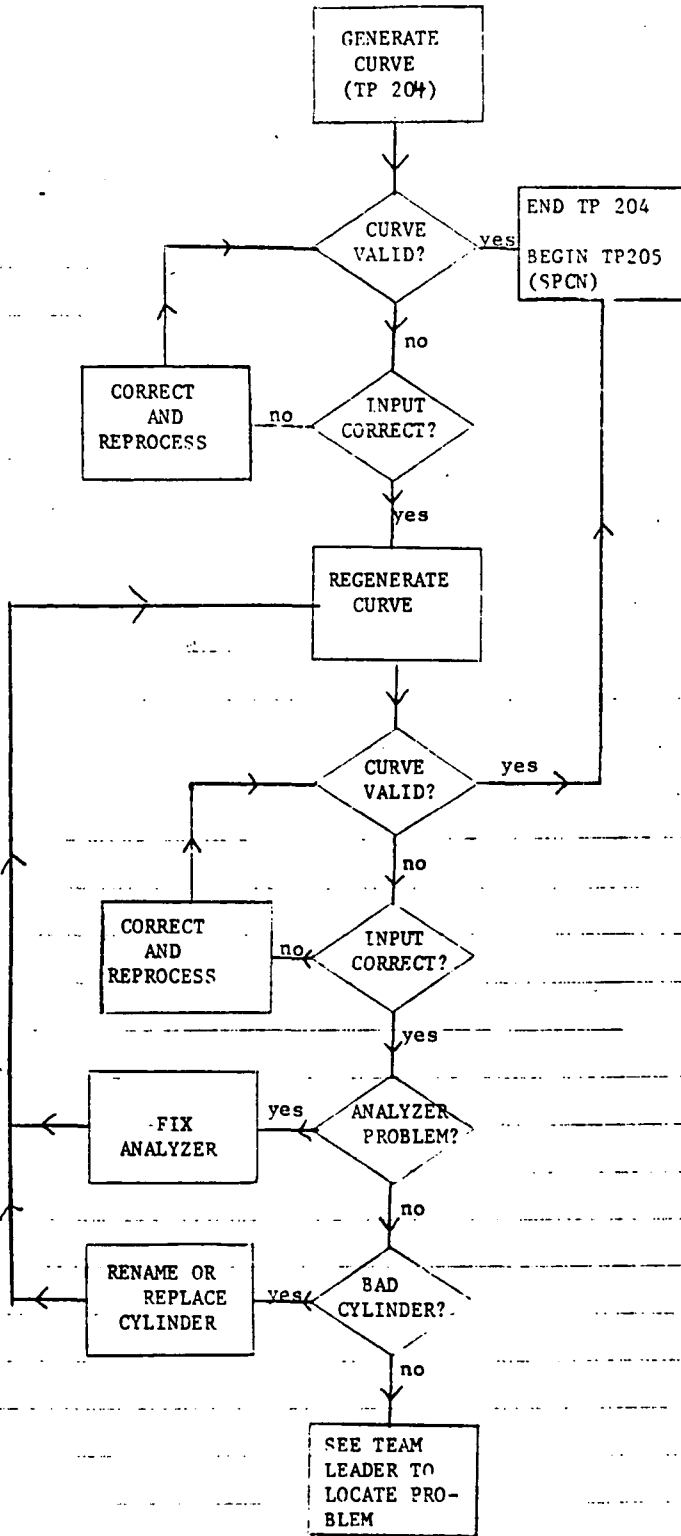 GENERATE
CURVE
(TP 204)
CURVE
VALID?
yes
END TP 204
BEGIN TP205
(SPCN)
no
CORRECT
AND
REPROCESS
no
INPUT
CORRECT?
yes
REGENERATE
CURVE
CURVE
VALID?
yes
no
CORRECT
AND
REPROCESS
no
INPUT
CORRECT?
yes
FIX
ANALYZER
yes
ANALYZER
PROBLEM?
no
RENAME OR
REPLACE
CYLINDER
yes
BAD
CYLINDER?
no
SEE TEAM
LEADER TO
LOCATE PRO-
BLEM